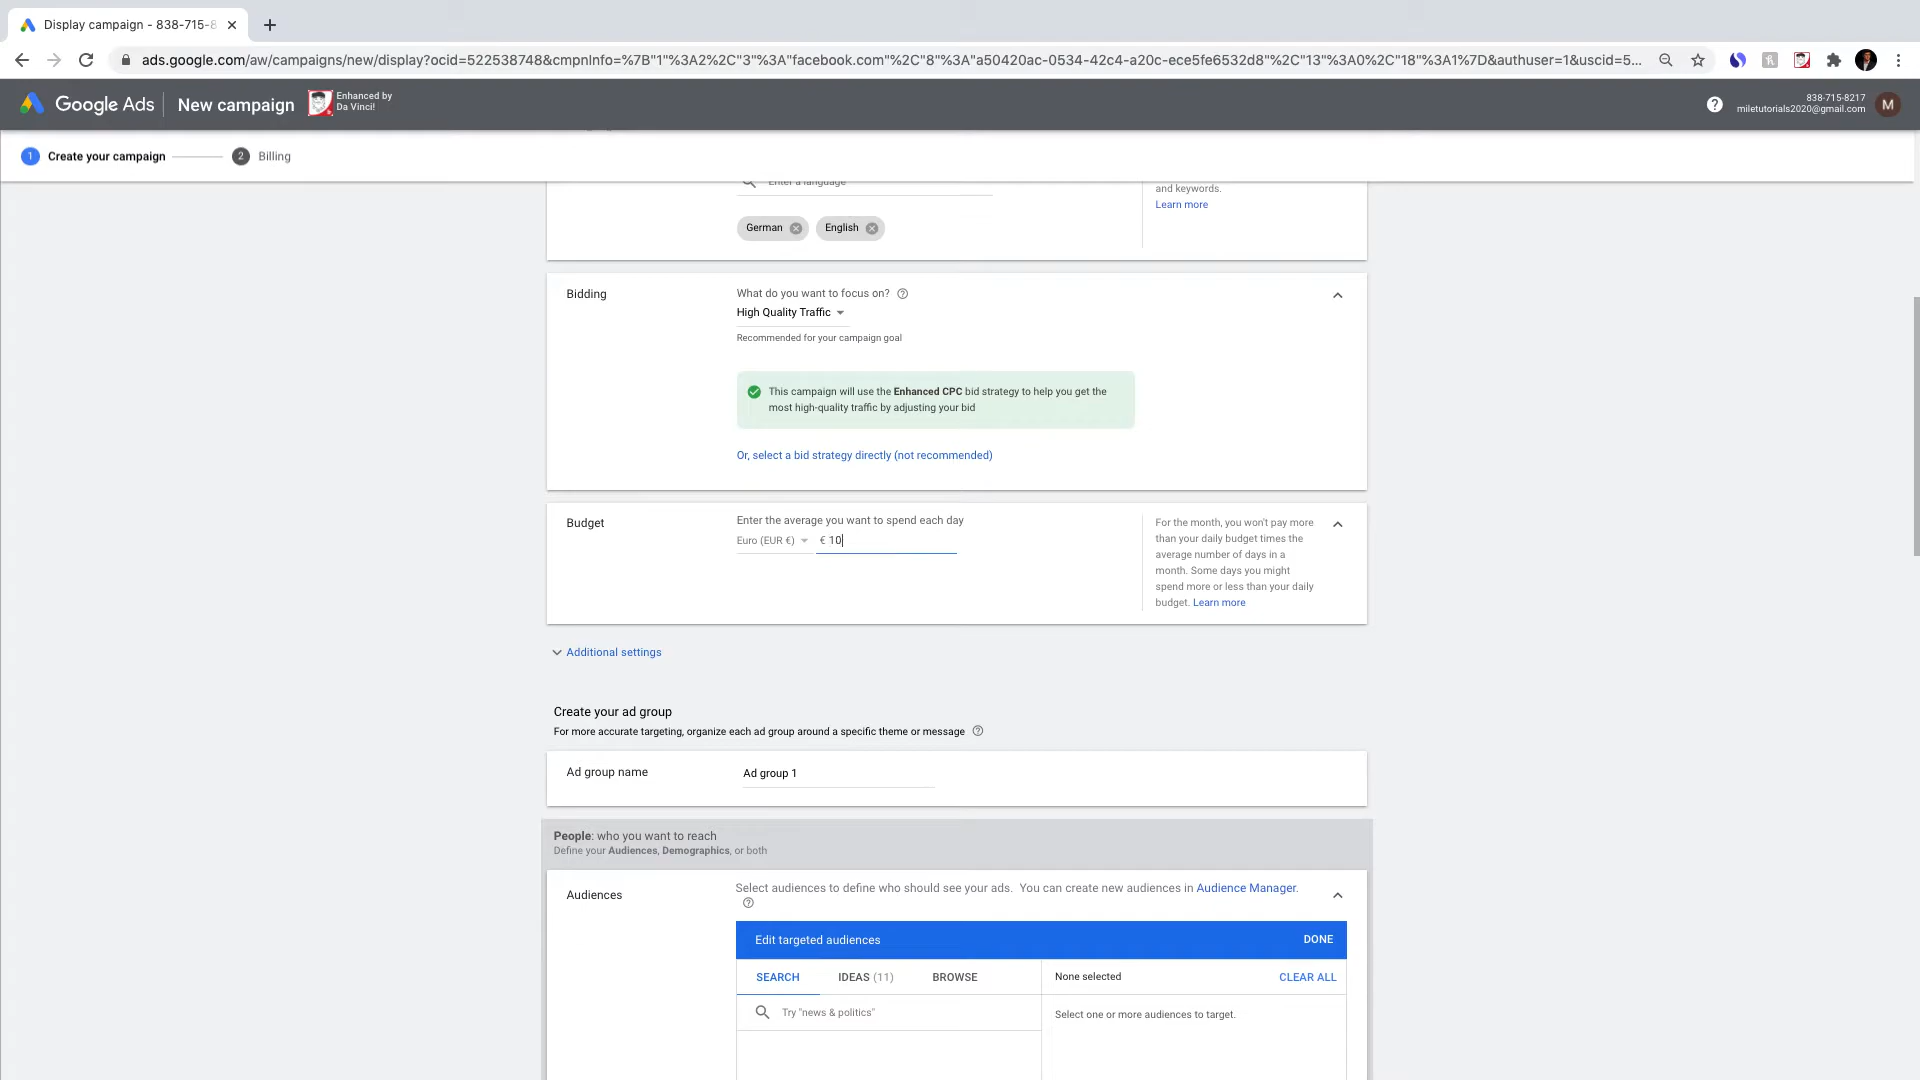 Display campaign - 838-715-8
ads.google.com/aw/campaigns/new/display?ocid=522538748&cmpnInfo=%7B"1"%3A2%2C"3"%3A"facebook.com"%2C"8"%3A"a50420ac-0534-42c4-a20c-ece5fe6532d8"%2C"13"%3A0%2C"18"%3A1%7D&authuser=1&uscid=5...
Google Ads
New campaign
Enhanced by
Da Vinci!
838-715-8217
miletutorials2020@gmail.com
M
1 Create your campaign
2 Billing
Enter a language
and keywords.
Learn more
German
English
Bidding
What do you want to focus on?
High Quality Traffic
Recommended for your campaign goal
This campaign will use the Enhanced CPC bid strategy to help you get the
most high-quality traffic by adjusting your bid
Or, select a bid strategy directly (not recommended)
Budget
Enter the average you want to spend each day
Euro (EUR €)
€ 10
For the month, you won't pay more
than your daily budget times the
average number of days in a
month. Some days you might
spend more or less than your daily
budget. Learn more
Additional settings
Create your ad group
For more accurate targeting, organize each ad group around a specific theme or message
Ad group name
Ad group 1
People: who you want to reach
Define your Audiences, Demographics, or both
Audiences
Select audiences to define who should see your ads. You can create new audiences in Audience Manager.
Edit targeted audiences
DONE
SEARCH
IDEAS (11)
BROWSE
None selected
CLEAR ALL
Try "news & politics"
Select one or more audiences to target.